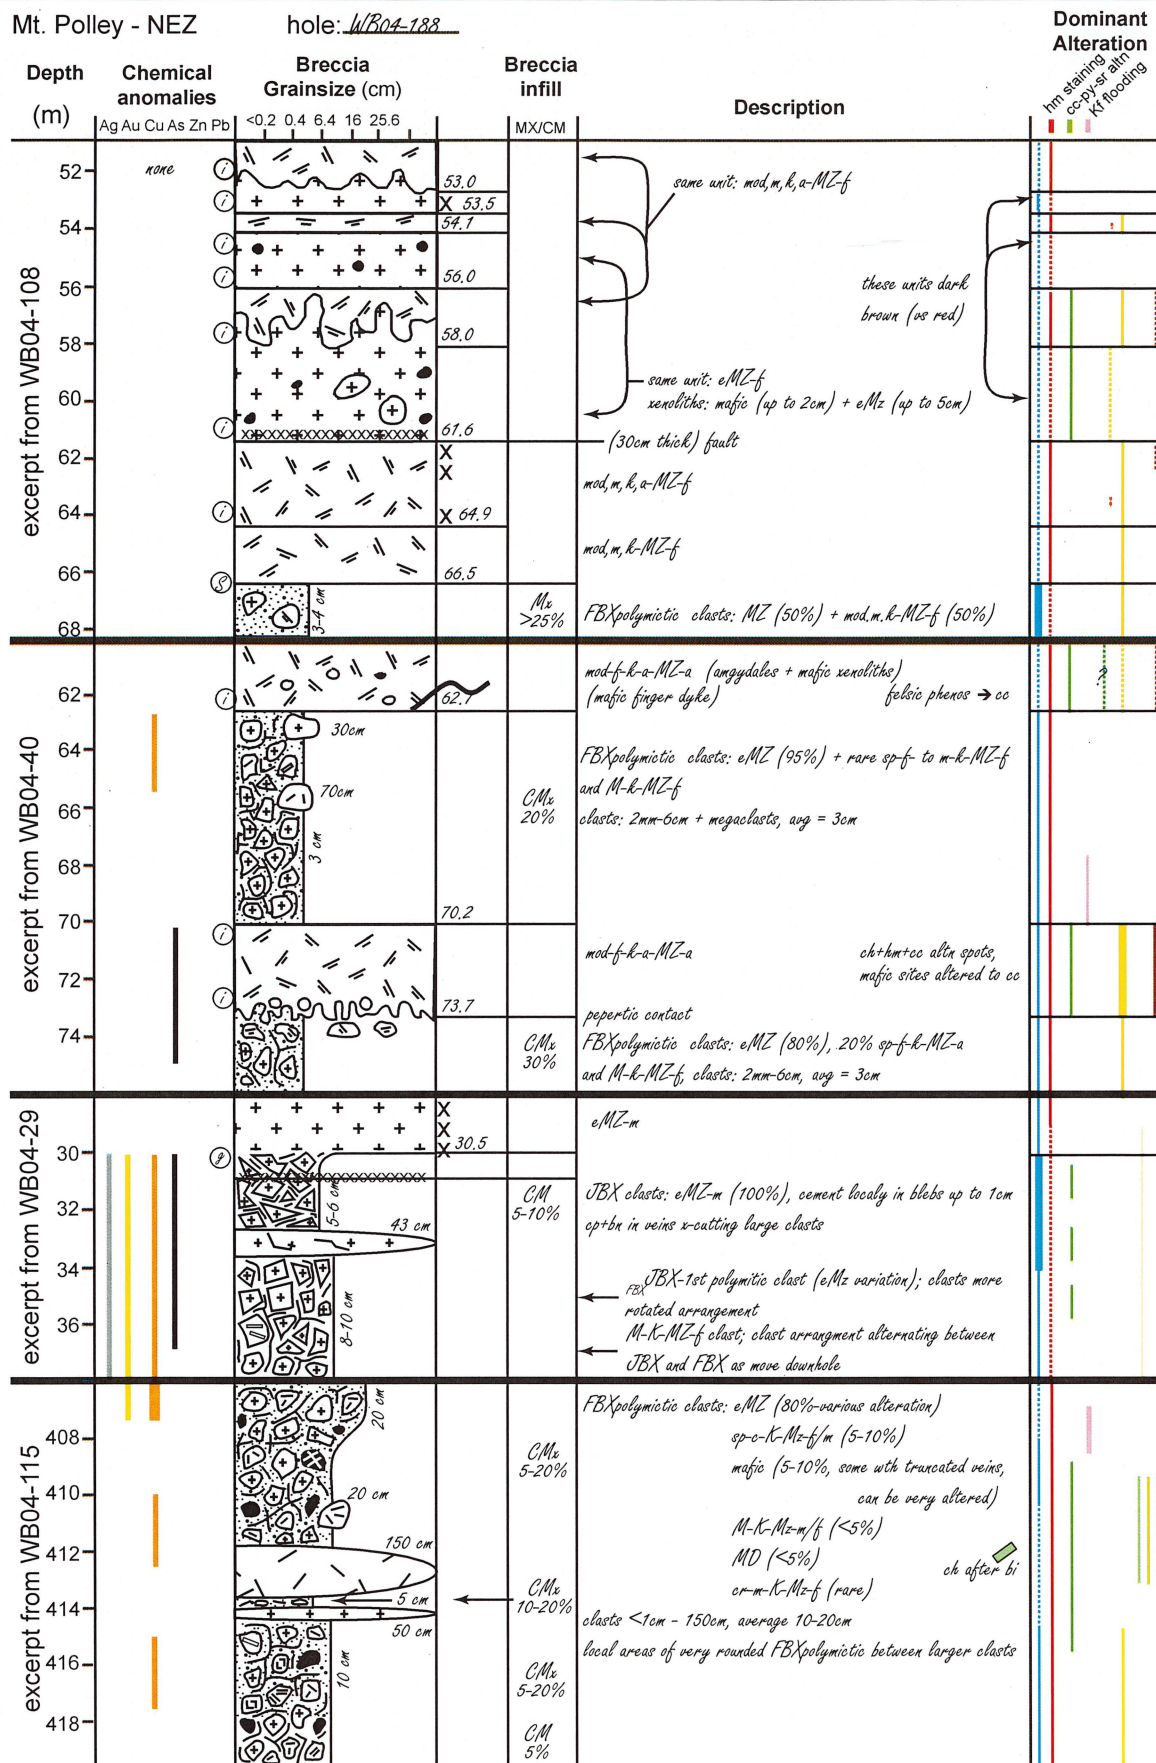 Mt. Polley - NEZ
hole: WB04-188
Dominant Alteration
Depth (m)
Chemical anomalies
Breccia Grainsize (cm)
Breccia infill
Description
hm staining
cc-py-sr altn
Kf flooding
Ag Au Cu As Zn Pb
<0.2 0.4 6.4 16 25.6
MX/CM
excerpt from WB04-108
52
54
56
58
60
62
64
66
68
none
i
i
i
i
i
i
i
S
53.0
X 53.5
54.1
56.0
58.0
61.6
xxxxxxxxxxxxxxxx
X
X
X 64.9
66.5
3-4 cm
Mx
>25%
same unit: mod,m,k,a-MZ-f
these units dark
brown (vs red)
same unit: eMZ-f
xenoliths: mafic (up to 2cm) + eMz (up to 5cm)
(30cm thick) fault
mod,m,k,a-MZ-f
mod,m,k-MZ-f
FBXpolymictic clasts: MZ (50%) + mod.m.k-MZ-f (50%)
excerpt from WB04-40
62
64
66
68
70
72
74
i
i
i
62.7
30cm
70cm
3 cm
70.2
73.7
CMx
20%
CMx
30%
mod-f-k-a-MZ-a (amgydales + mafic xenoliths)
(mafic finger dyke)
felsic phenos → cc
?
FBXpolymictic clasts: eMZ (95%) + rare sp-f- to m-k-MZ-f
and M-k-MZ-f
clasts: 2mm-6cm + megaclasts, avg = 3cm
mod-f-k-a-MZ-a
ch+hm+cc altn spots,
mafic sites altered to cc
pepertic contact
FBXpolymictic clasts: eMZ (80%), 20% sp-f-k-MZ-a
and M-k-MZ-f, clasts: 2mm-6cm, avg = 3cm
excerpt from WB04-29
30
32
34
36
g
X
X
X 30.5
xxxxxxxxxxxxxxxx
5-6 cm
43 cm
8-10 cm
CM
5-10%
eMZ-m
JBX clasts: eMZ-m (100%), cement localy in blebs up to 1cm
cp+bn in veins x-cutting large clasts
FBX JBX-1st polymitic clast (eMz variation); clasts more
rotated arrangement
M-K-MZ-f clast; clast arrangment alternating between
JBX and FBX as move downhole
excerpt from WB04-115
408
410
412
414
416
418
20 cm
20 cm
150 cm
5 cm
50 cm
10 cm
CMx
5-20%
CMx
10-20%
CMx
5-20%
CM
5%
FBXpolymictic clasts: eMZ (80%-various alteration)
sp-c-K-Mz-f/m (5-10%)
mafic (5-10%, some wth truncated veins,
can be very altered)
M-K-Mz-m/f (<5%)
MD (<5%)
ch after bi
cr-m-K-Mz-f (rare)
clasts <1cm - 150cm, average 10-20cm
local areas of very rounded FBXpolymictic between larger clasts